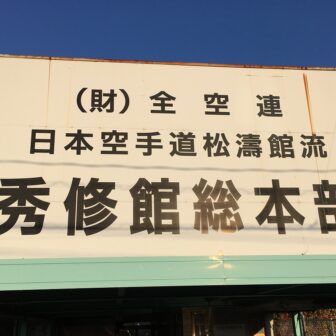 （財）全空連
日本空手道松濤館流
秀修館総本部